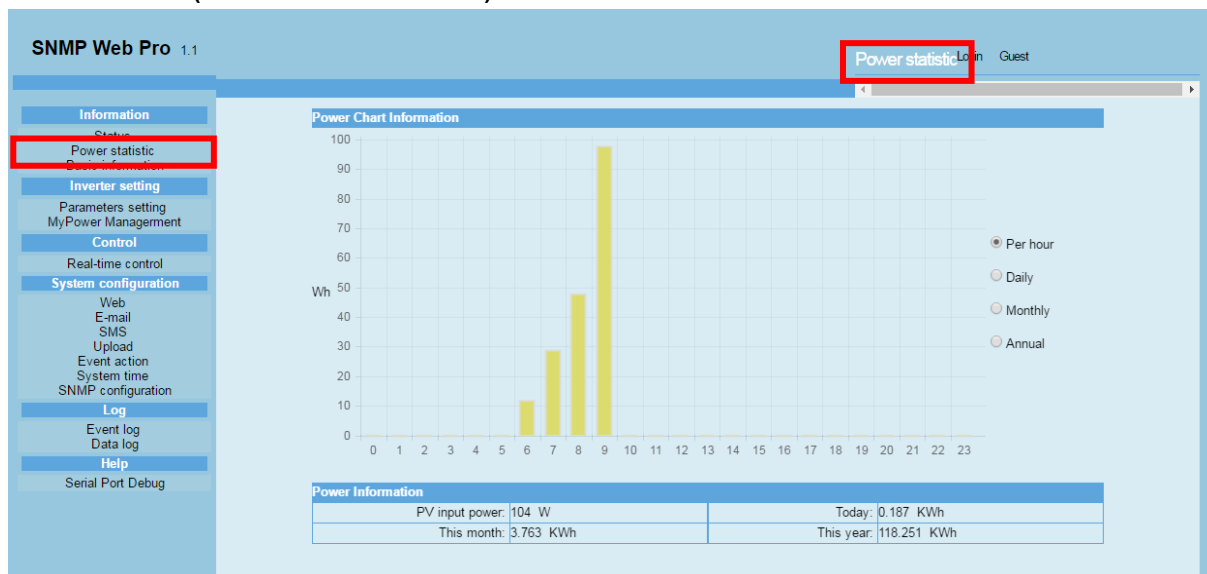 SNMP Web Pro 1.1
Power statistic Login Guest
Information
Status
Power statistic
Basic information
Inverter setting
Parameters setting
MyPower Managerment
Control
Real-time control
System configuration
Web
E-mail
SMS
Upload
Event action
System time
SNMP configuration
Log
Event log
Data log
Help
Serial Port Debug
Power Chart Information
100
90
80
70
60
Wh 50
40
30
20
10
0
0 1 2 3 4 5 6 7 8 9 10 11 12 13 14 15 16 17 18 19 20 21 22 23
Per hour
Daily
Monthly
Annual
Power Information
PV input power: 104 W Today: 0.187 KWh
This month: 3.763 KWh This year: 118.251 KWh